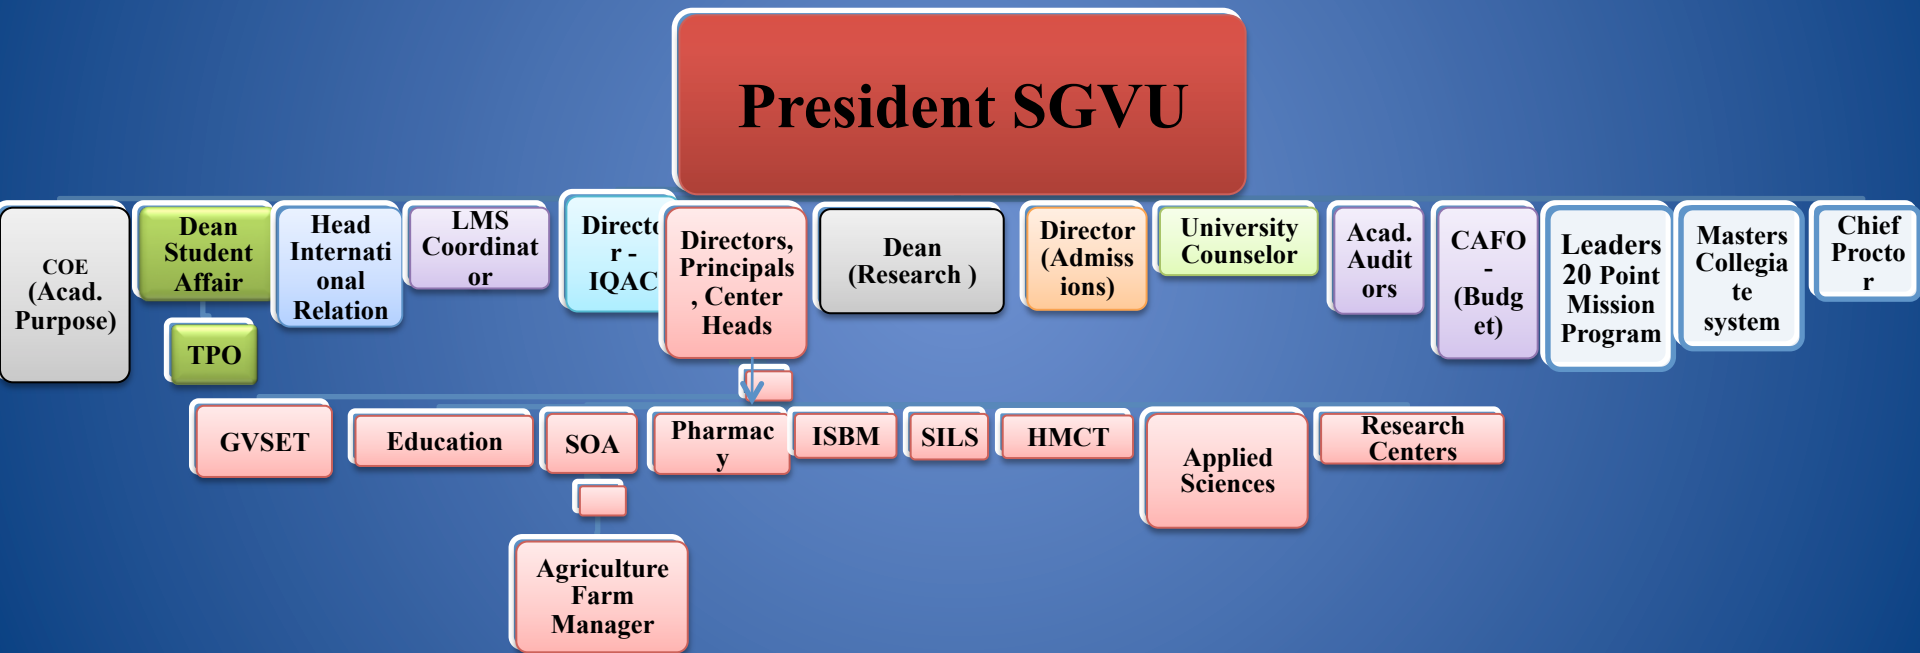 President SGVU
COE
(Acad.
Purpose)
Dean
Student
Affair
Head
Internati
onal
Relation
LMS
Coordinat
or
Directo
r -
IQAC
Directors,
Principals
, Center
Heads
Dean
(Research )
Director
(Admiss
ions)
University
Counselor
Acad.
Audit
ors
CAFO
-
(Budg
et)
Leaders
20 Point
Mission
Program
Masters
Collegia
te
system
Chief
Procto
r
TPO
GVSET
Education
SOA
Pharmac
y
ISBM
SILS
HMCT
Applied
Sciences
Research
Centers
Agriculture
Farm
Manager